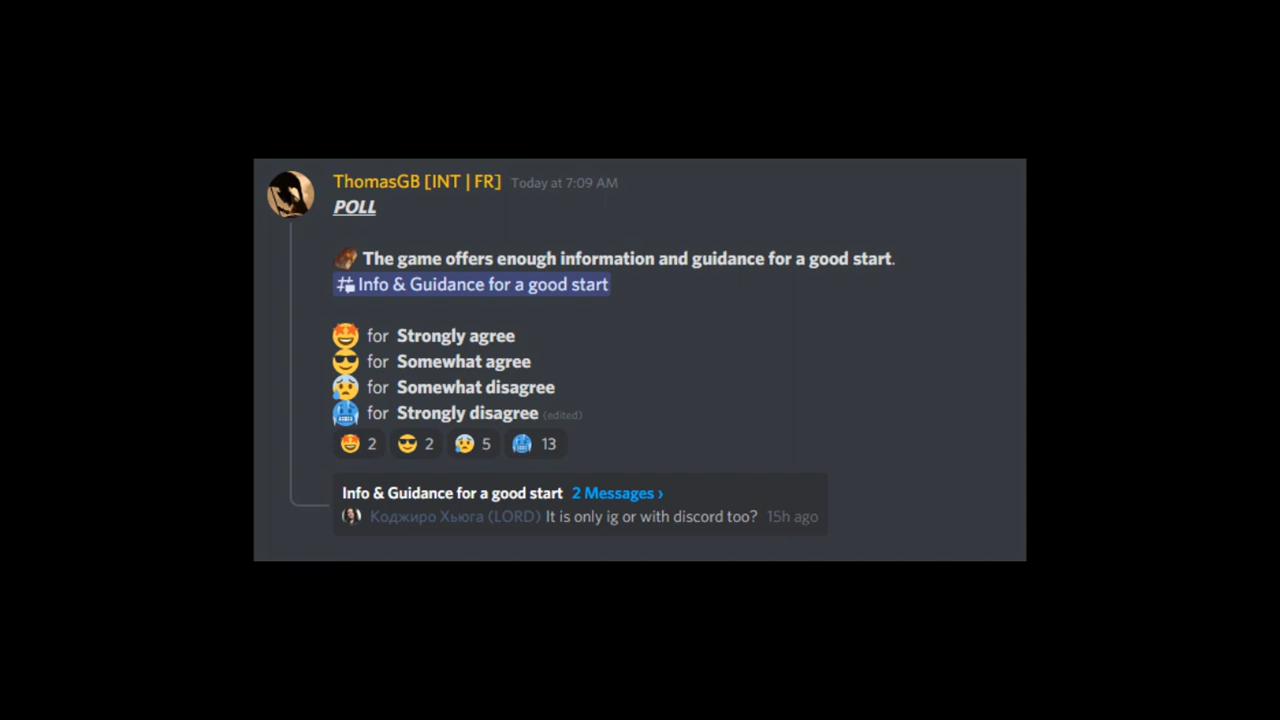 ThomasGB [INT | FR] Today at 7:09 AM
POLL
The game offers enough information and guidance for a good start.
Info & Guidance for a good start
for Strongly agree
for Somewhat agree
for Somewhat disagree
for Strongly disagree (edited)
2 2 5 13
Info & Guidance for a good start 2 Messages ›
Коджиро Хьюга (LORD) It is only ig or with discord too? 15h ago